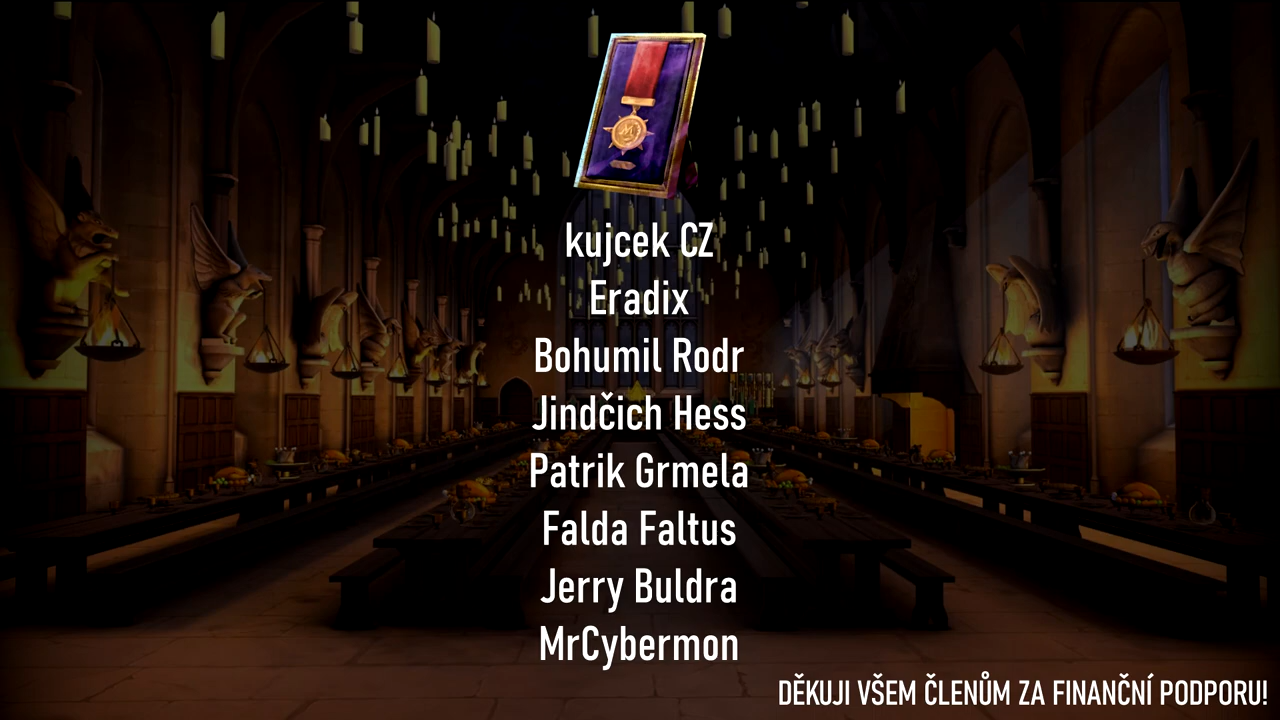 kujcek CZ
Eradix
Bohumil Rodr
Jindčich Hess
Patrik Grmela
Falda Faltus
Jerry Buldra
MrCybermon
DĚKUJI VŠEM ČLENŮM ZA FINANČNÍ PODPORU!